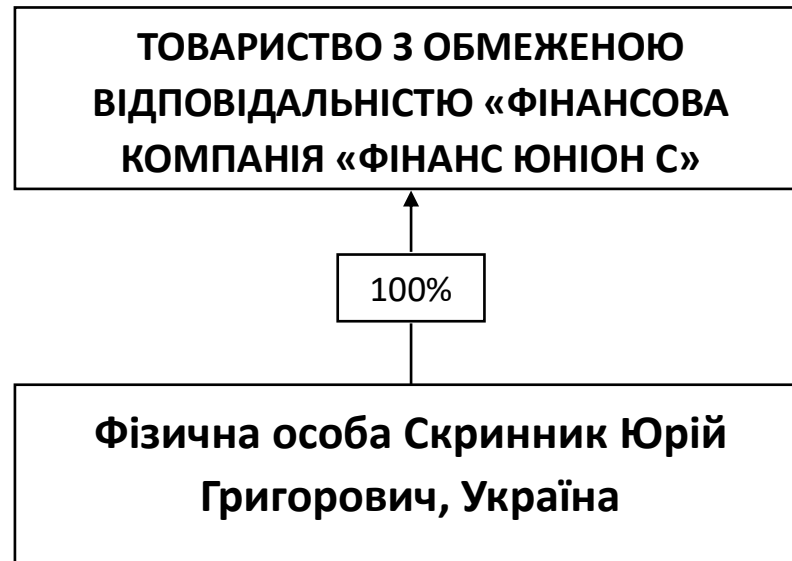 ТОВАРИСТВО З ОБМЕЖЕНОЮ
ВІДПОВІДАЛЬНІСТЮ «ФІНАНСОВА
КОМПАНІЯ «ФІНАНС ЮНІОН С»
100%
Фізична особа Скринник Юрій
Григорович, Україна